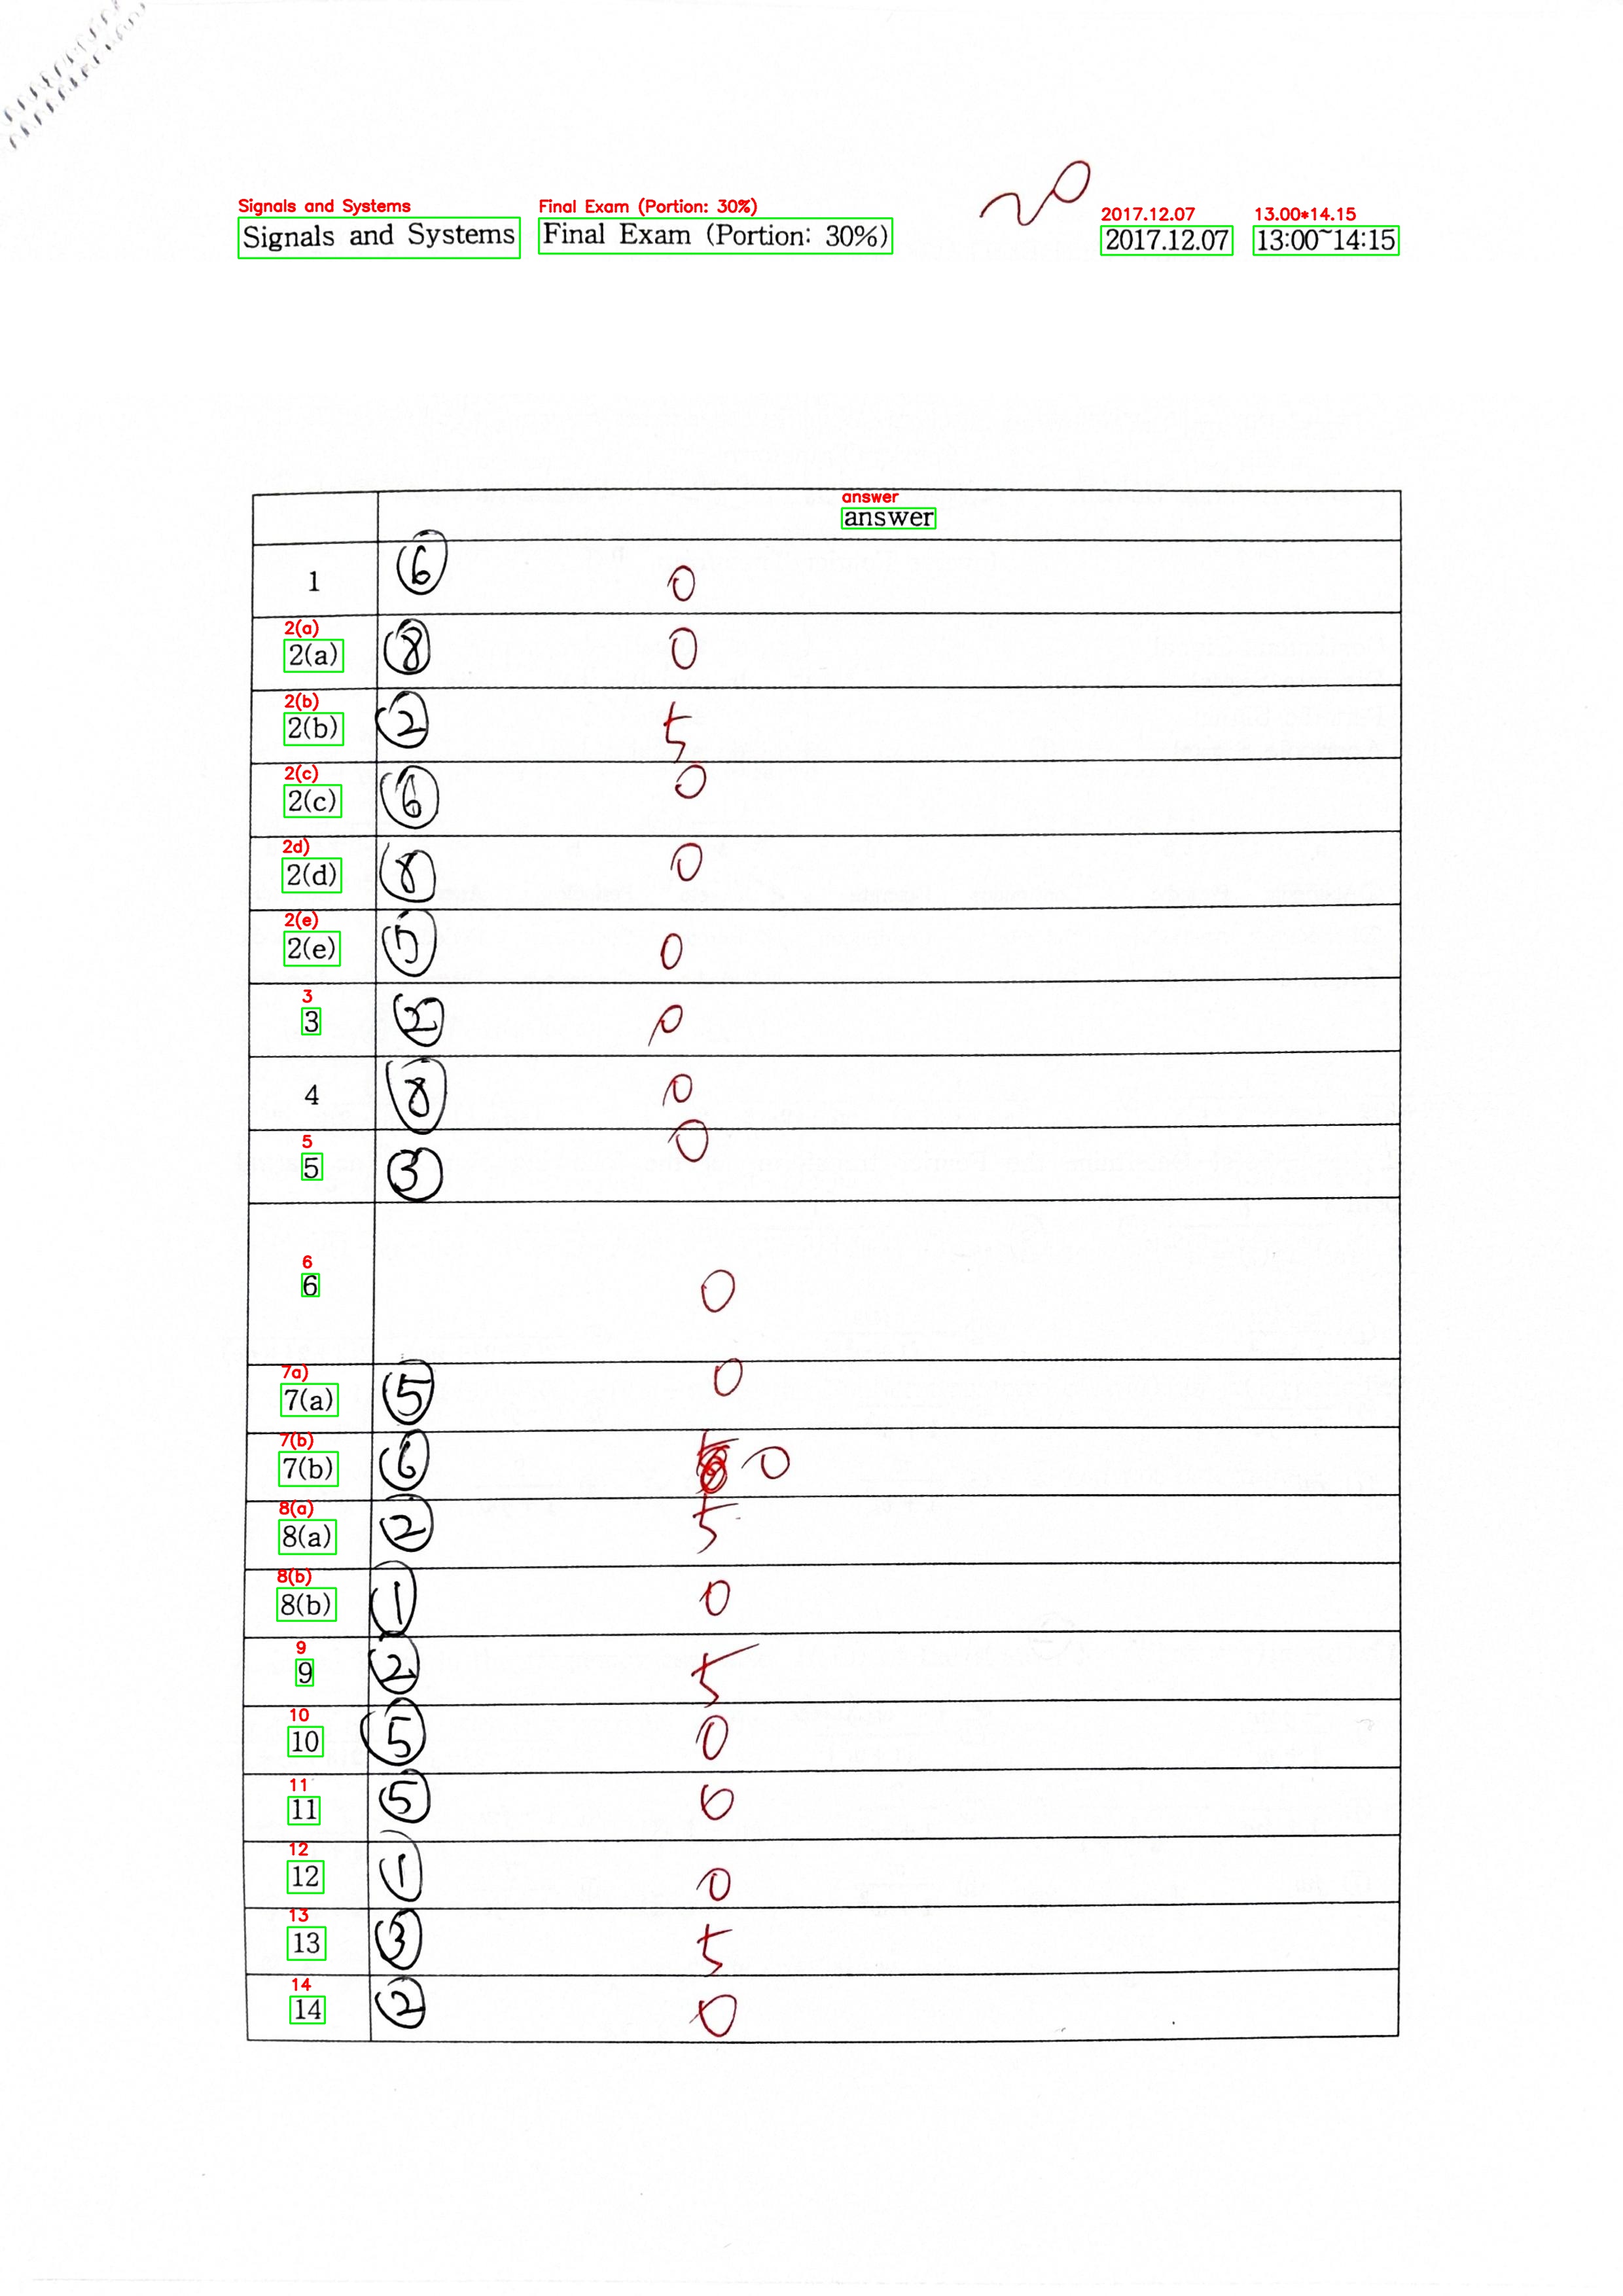 20
Signals and Systems Final Exam (Portion: 30%) 2017.12.07 13.00*14.15
Signals and Systems Final Exam (Portion: 30%) 2017.12.07 13:00~14:15
answer
answer
1 ⑥ 0
2(a)
2(a) ⑧ 0
2(b)
2(b) ② 5
2(c)
2(c) ⑥ 0
2d)
2(d) ⑧ 0
2(e)
2(e) ⑤ 0
3
3 ② 0
4 ⑧ 0
5
5 ③ 0
6
6 0
7a)
7(a) ⑤ 0
7(b)
7(b) ⑥ 0
8(a)
8(a) ② 5
8(b)
8(b) ① 0
9
9 ② 5
10
10 ⑤ 0
11
11 ⑤ 0
12
12 ① 0
13
13 ③ 5
14
14 ② 0